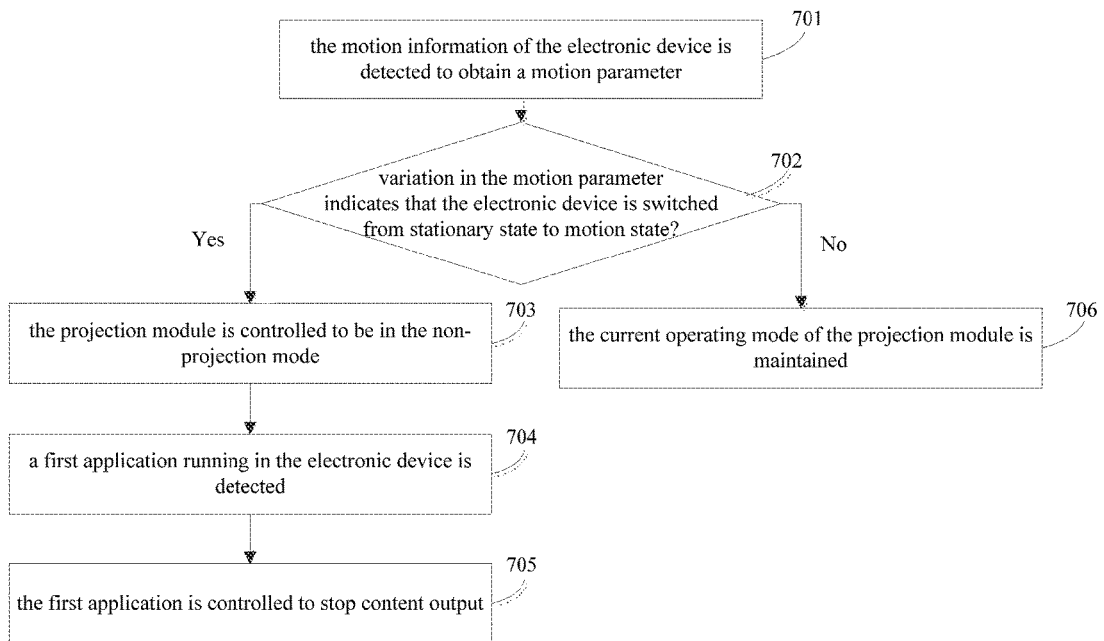 701
the motion information of the electronic device is
detected to obtain a motion parameter
702
variation in the motion parameter
indicates that the electronic device is switched
from stationary state to motion state?
Yes
No
703
the projection module is controlled to be in the non-
projection mode
706
the current operating mode of the projection module is
maintained
704
a first application running in the electronic device is
detected
705
the first application is controlled to stop content output